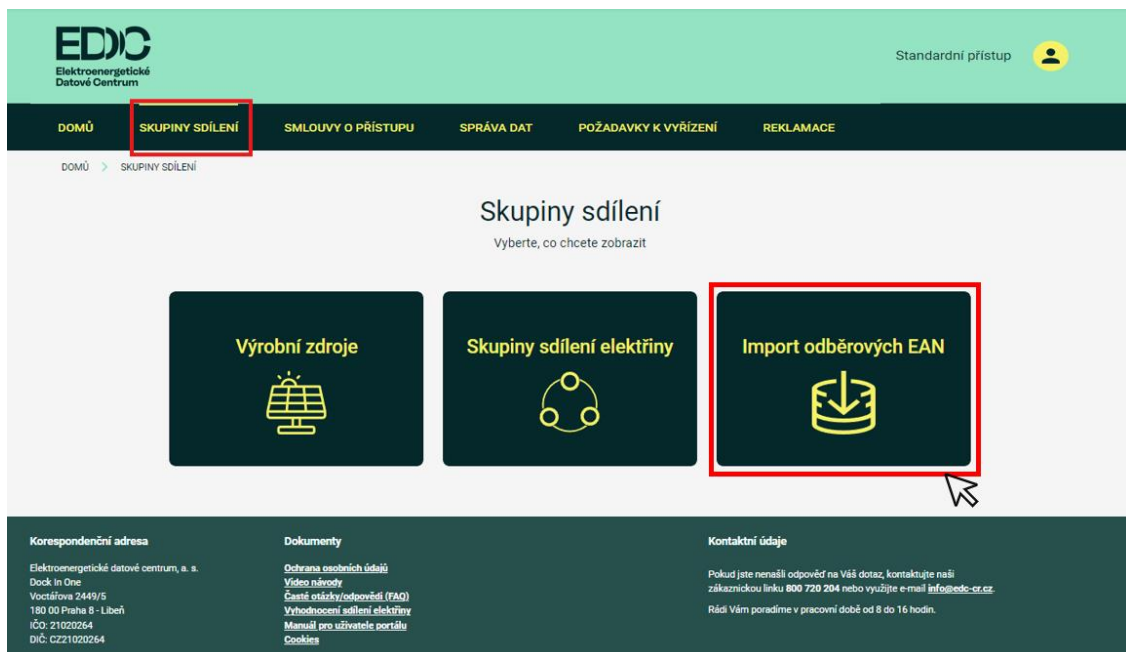 EDC
Elektroenergetické
Datové Centrum
Standardní přístup
DOMŮ SKUPINY SDÍLENÍ SMLOUVY O PŘÍSTUPU SPRÁVA DAT POŽADAVKY K VYŘÍZENÍ REKLAMACE
DOMŮ > SKUPINY SDÍLENÍ
Skupiny sdílení
Vyberte, co chcete zobrazit
Výrobní zdroje
Skupiny sdílení elektřiny
Import odběrových EAN
Korespondenční adresa
Elektroenergetické datové centrum, a. s.
Dock In One
Voctářova 2449/5
180 00 Praha 8 - Libeň
IČO: 21020264
DIČ: CZ21020264
Dokumenty
Ochrana osobních údajů
Video návody
Časté otázky/odpovědi (FAQ)
Vyhodnocení sdílení elektřiny
Manuál pro uživatele portálu
Cookies
Kontaktní údaje
Pokud jste nenašli odpověď na Váš dotaz, kontaktujte naši
zákaznickou linku 800 720 204 nebo využijte e-mail info@edc-cr.cz.
Rádi Vám poradíme v pracovní době od 8 do 16 hodin.